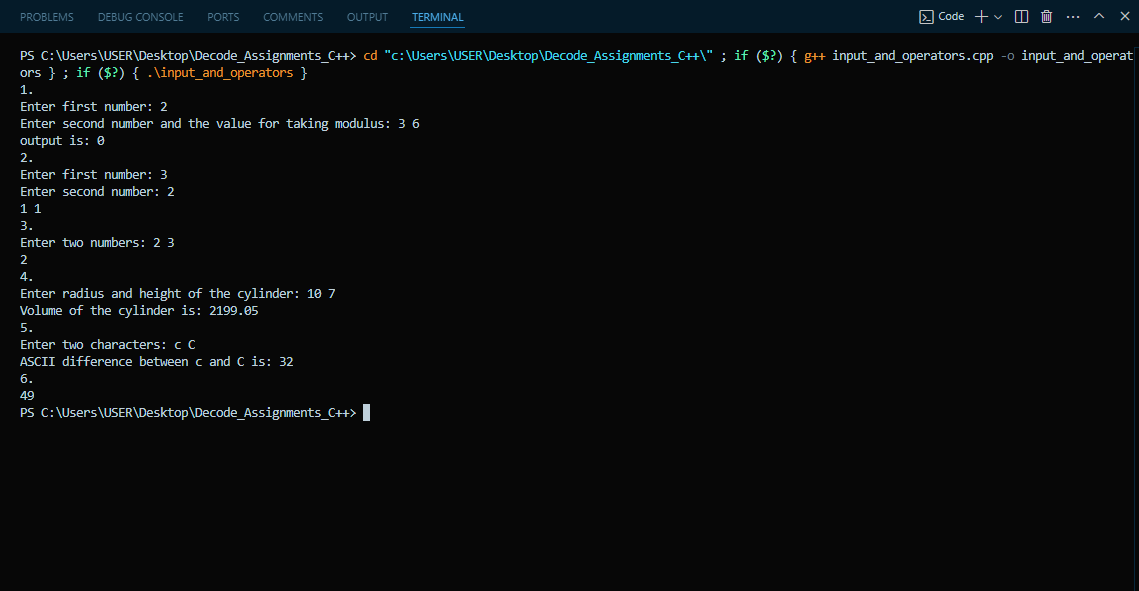 PROBLEMS DEBUG CONSOLE PORTS COMMENTS OUTPUT TERMINAL Code
PS C:\Users\USER\Desktop\Decode_Assignments_C++> cd "c:\Users\USER\Desktop\Decode_Assignments_C++\" ; if ($?) { g++ input_and_operators.cpp -o input_and_operat
ors } ; if ($?) { .\input_and_operators }
1.
Enter first number: 2
Enter second number and the value for taking modulus: 3 6
output is: 0
2.
Enter first number: 3
Enter second number: 2
1 1
3.
Enter two numbers: 2 3
2
4.
Enter radius and height of the cylinder: 10 7
Volume of the cylinder is: 2199.05
5.
Enter two characters: c C
ASCII difference between c and C is: 32
6.
49
PS C:\Users\USER\Desktop\Decode_Assignments_C++>